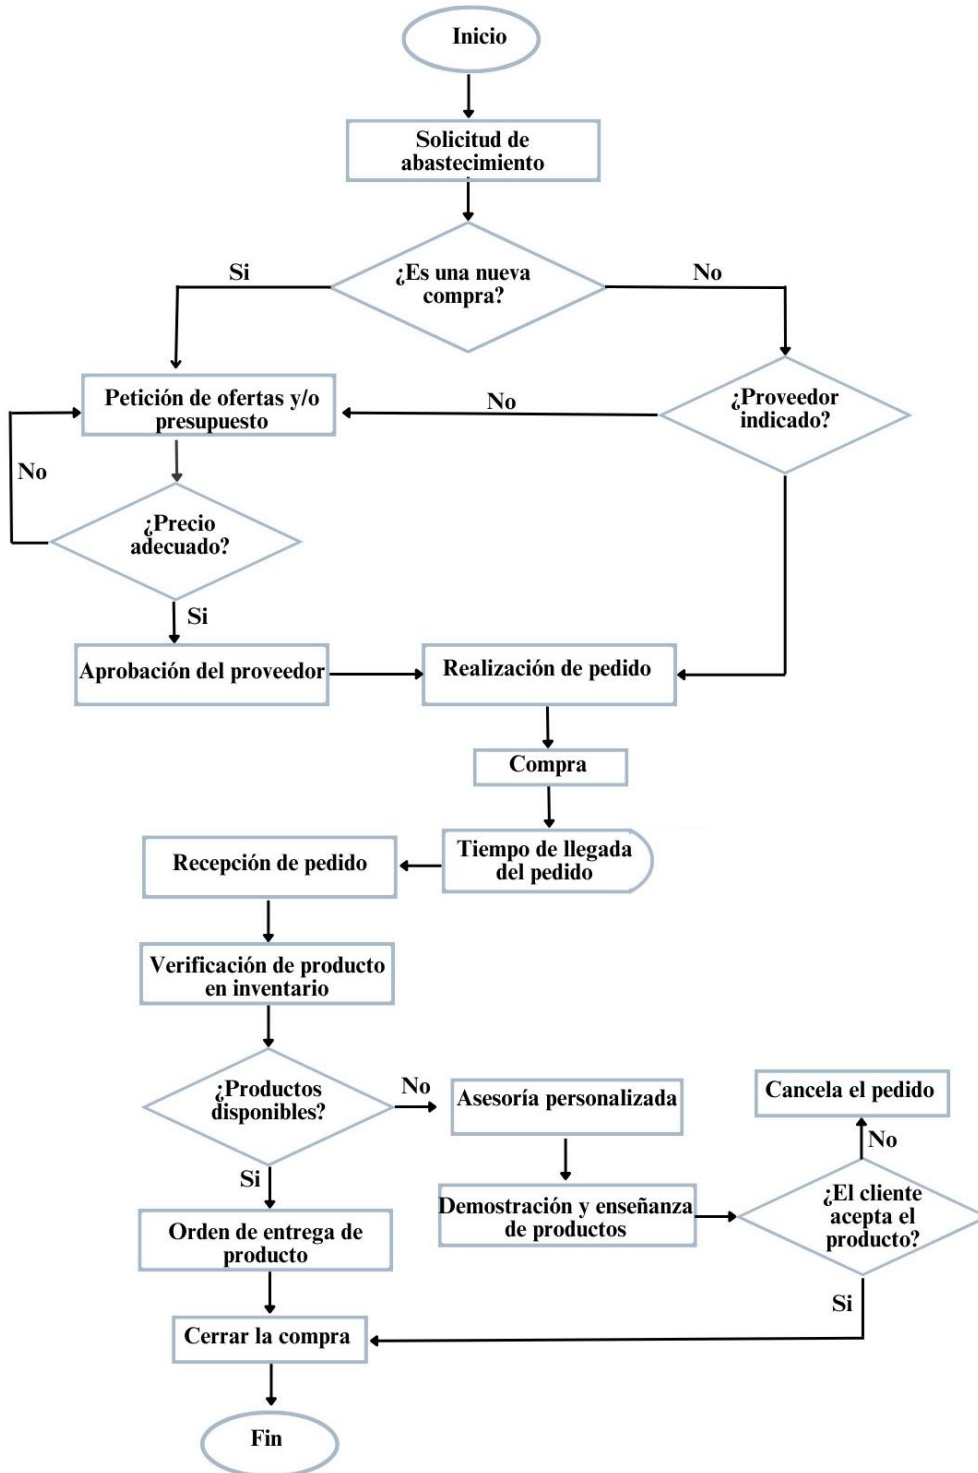 Inicio
Solicitud de
abastecimiento
¿Es una nueva
compra?
Si
No
Petición de ofertas y/o
presupuesto
No
¿Proveedor
indicado?
No
¿Precio
adecuado?
Si
Aprobación del proveedor
Realización de pedido
Compra
Tiempo de llegada
del pedido
Recepción de pedido
Verificación de producto
en inventario
¿Productos
disponibles?
No
Asesoría personalizada
Cancela el pedido
No
Si
Demostración y enseñanza
de productos
¿El cliente
acepta el
producto?
Orden de entrega de
producto
Si
Cerrar la compra
Fin